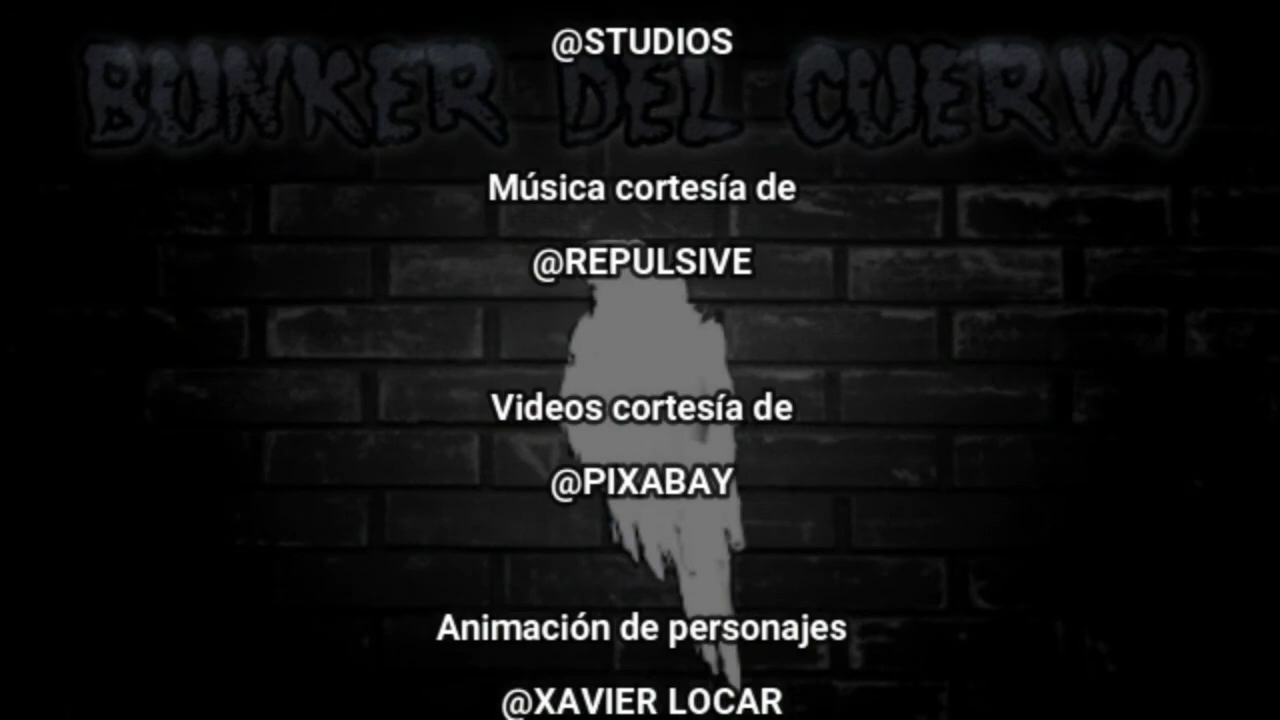 @STUDIOS
BUNKER DEL CUERVO
Música cortesía de
@REPULSIVE
Videos cortesía de
@PIXABAY
Animación de personajes
@XAVIER LOCAR